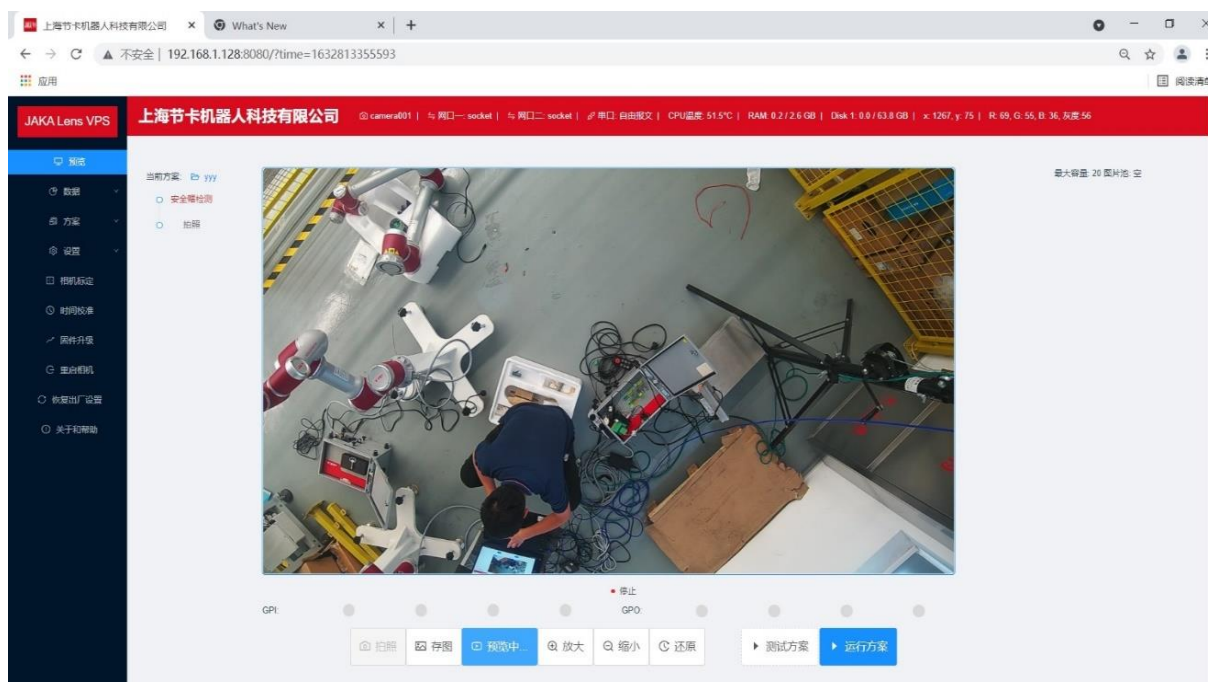 上海节卡机器人科技有限公司
What's New
不安全 | 192.168.1.128:8080/?time=1632813355593
应用
阅读清单
JAKA Lens VPS
上海节卡机器人科技有限公司
camera001 | 网口一: socket | 网口二: socket | 串口: 自由报文 | CPU温度: 51.5°C | RAM: 0.2 / 2.6 GB | Disk 1: 0.0 / 63.8 GB | x: 1267, y: 75 | R: 69, G: 55, B: 36, 灰度:56
预览
数据
方案
设置
相机标定
时间校准
固件升级
重启相机
恢复出厂设置
关于和帮助
当前方案: yyy
安全帽检测
拍照
最大容量: 20 图片池: 空
停止
GPI:
GPO:
拍照
存图
预览中...
放大
缩小
还原
测试方案
运行方案